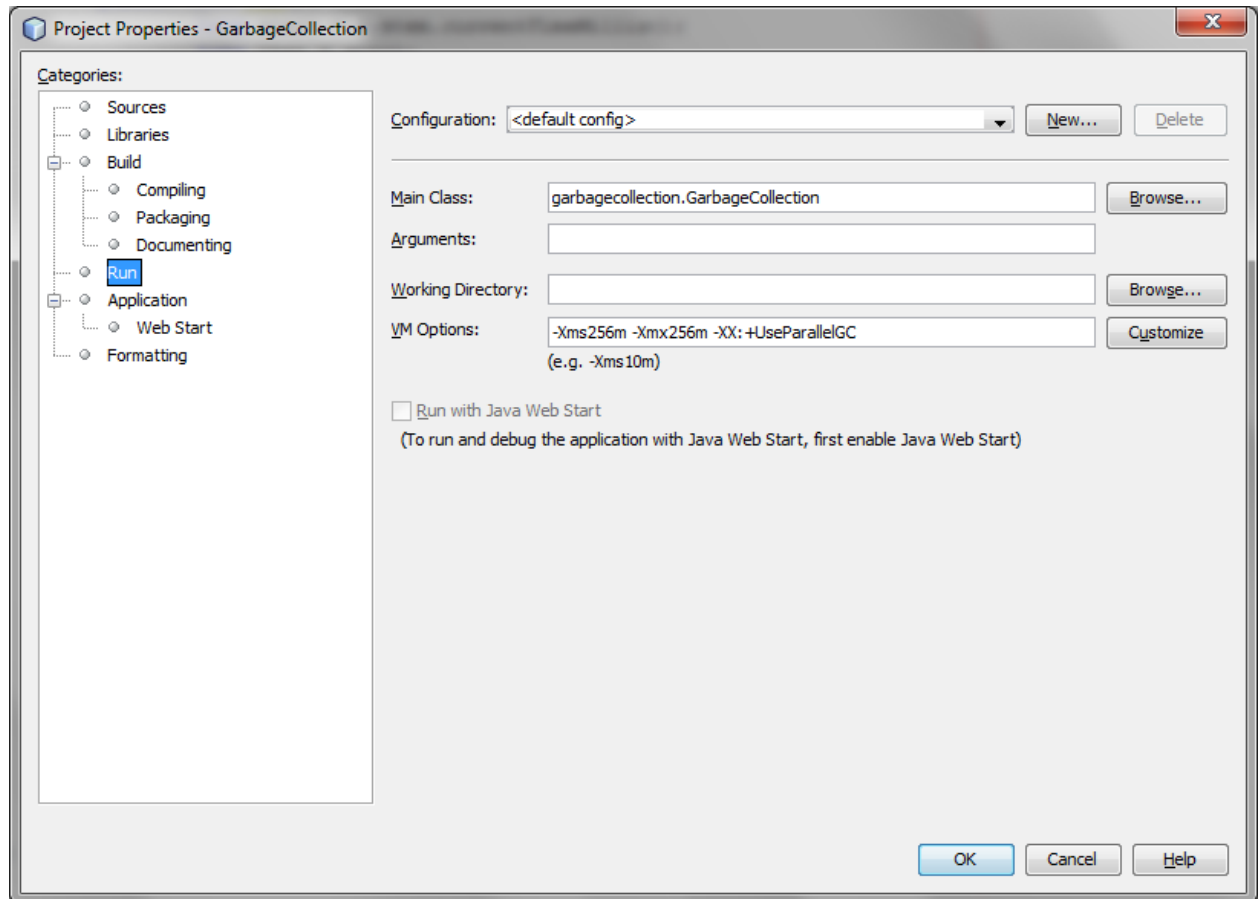 Project Properties - GarbageCollection
Categories:
Sources
Libraries
Build
Compiling
Packaging
Documenting
Run
Application
Web Start
Formatting
Configuration: <default config> New... Delete
Main Class: garbagecollection.GarbageCollection Browse...
Arguments:
Working Directory: Browse...
VM Options: -Xms256m -Xmx256m -XX:+UseParallelGC Customize
(e.g. -Xms10m)
Run with Java Web Start
(To run and debug the application with Java Web Start, first enable Java Web Start)
OK Cancel Help